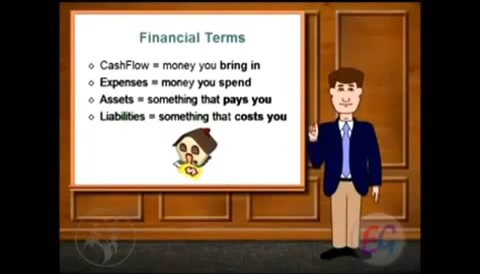 Financial Terms
CashFlow = money you bring in
Expenses = money you spend
Assets = something that pays you
Liabilities = something that costs you
EG